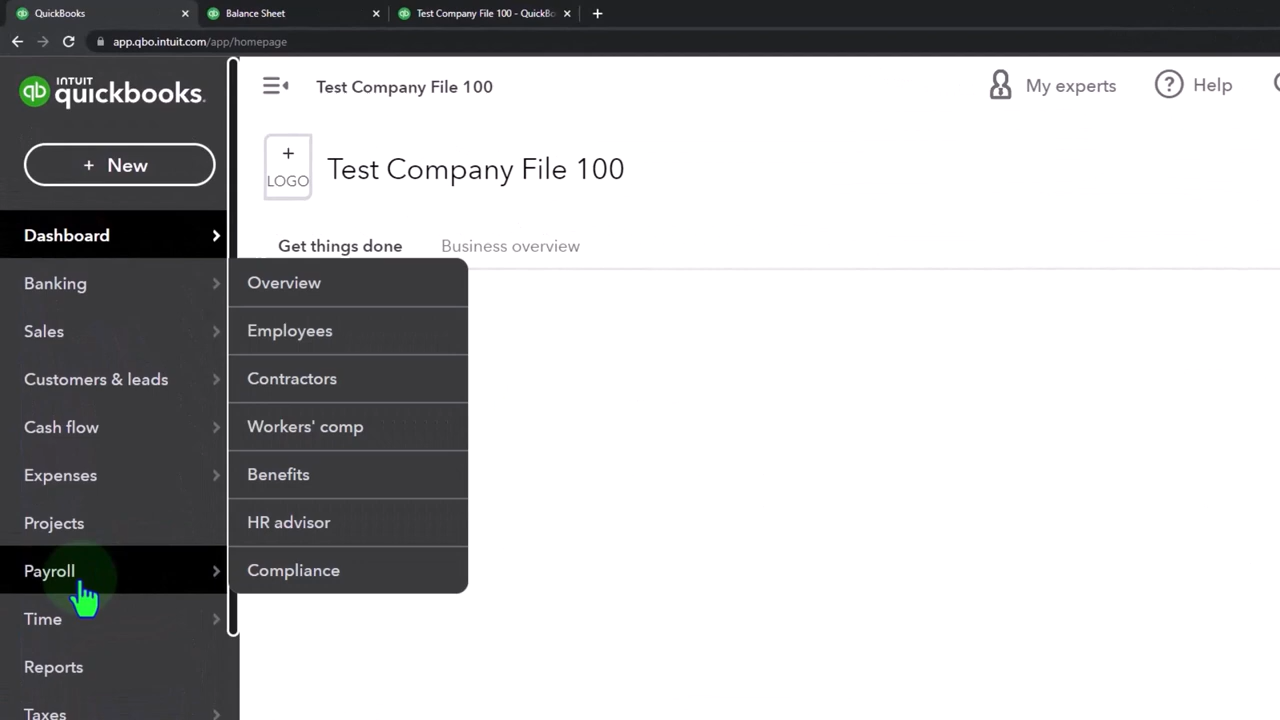 QuickBooks
Balance Sheet
Test Company File 100 - QuickBo
app.qbo.intuit.com/app/homepage
qb INTUIT quickbooks.
Test Company File 100
My experts
Help
+ New
+ LOGO
Test Company File 100
Dashboard
Get things done
Business overview
Banking
Overview
Sales
Employees
Customers & leads
Contractors
Cash flow
Workers' comp
Expenses
Benefits
Projects
HR advisor
Payroll
Compliance
Time
Reports
Taxes